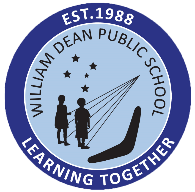 EST.1988
WILLIAM DEAN PUBLIC SCHOOL
LEARNING TOGETHER